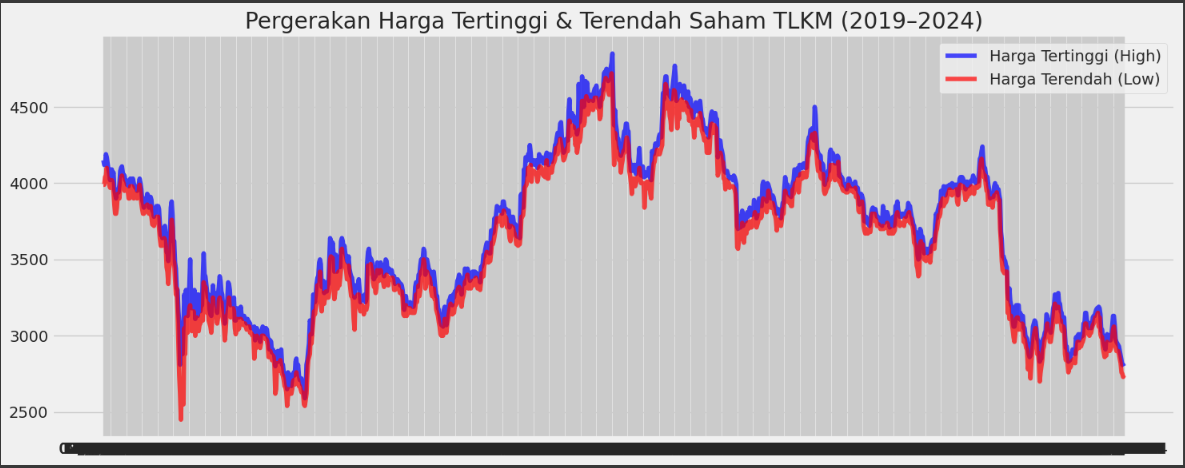 Pergerakan Harga Tertinggi & Terendah Saham TLKM (2019–2024)
Harga Tertinggi (High)
Harga Terendah (Low)
4500
4000
3500
3000
2500